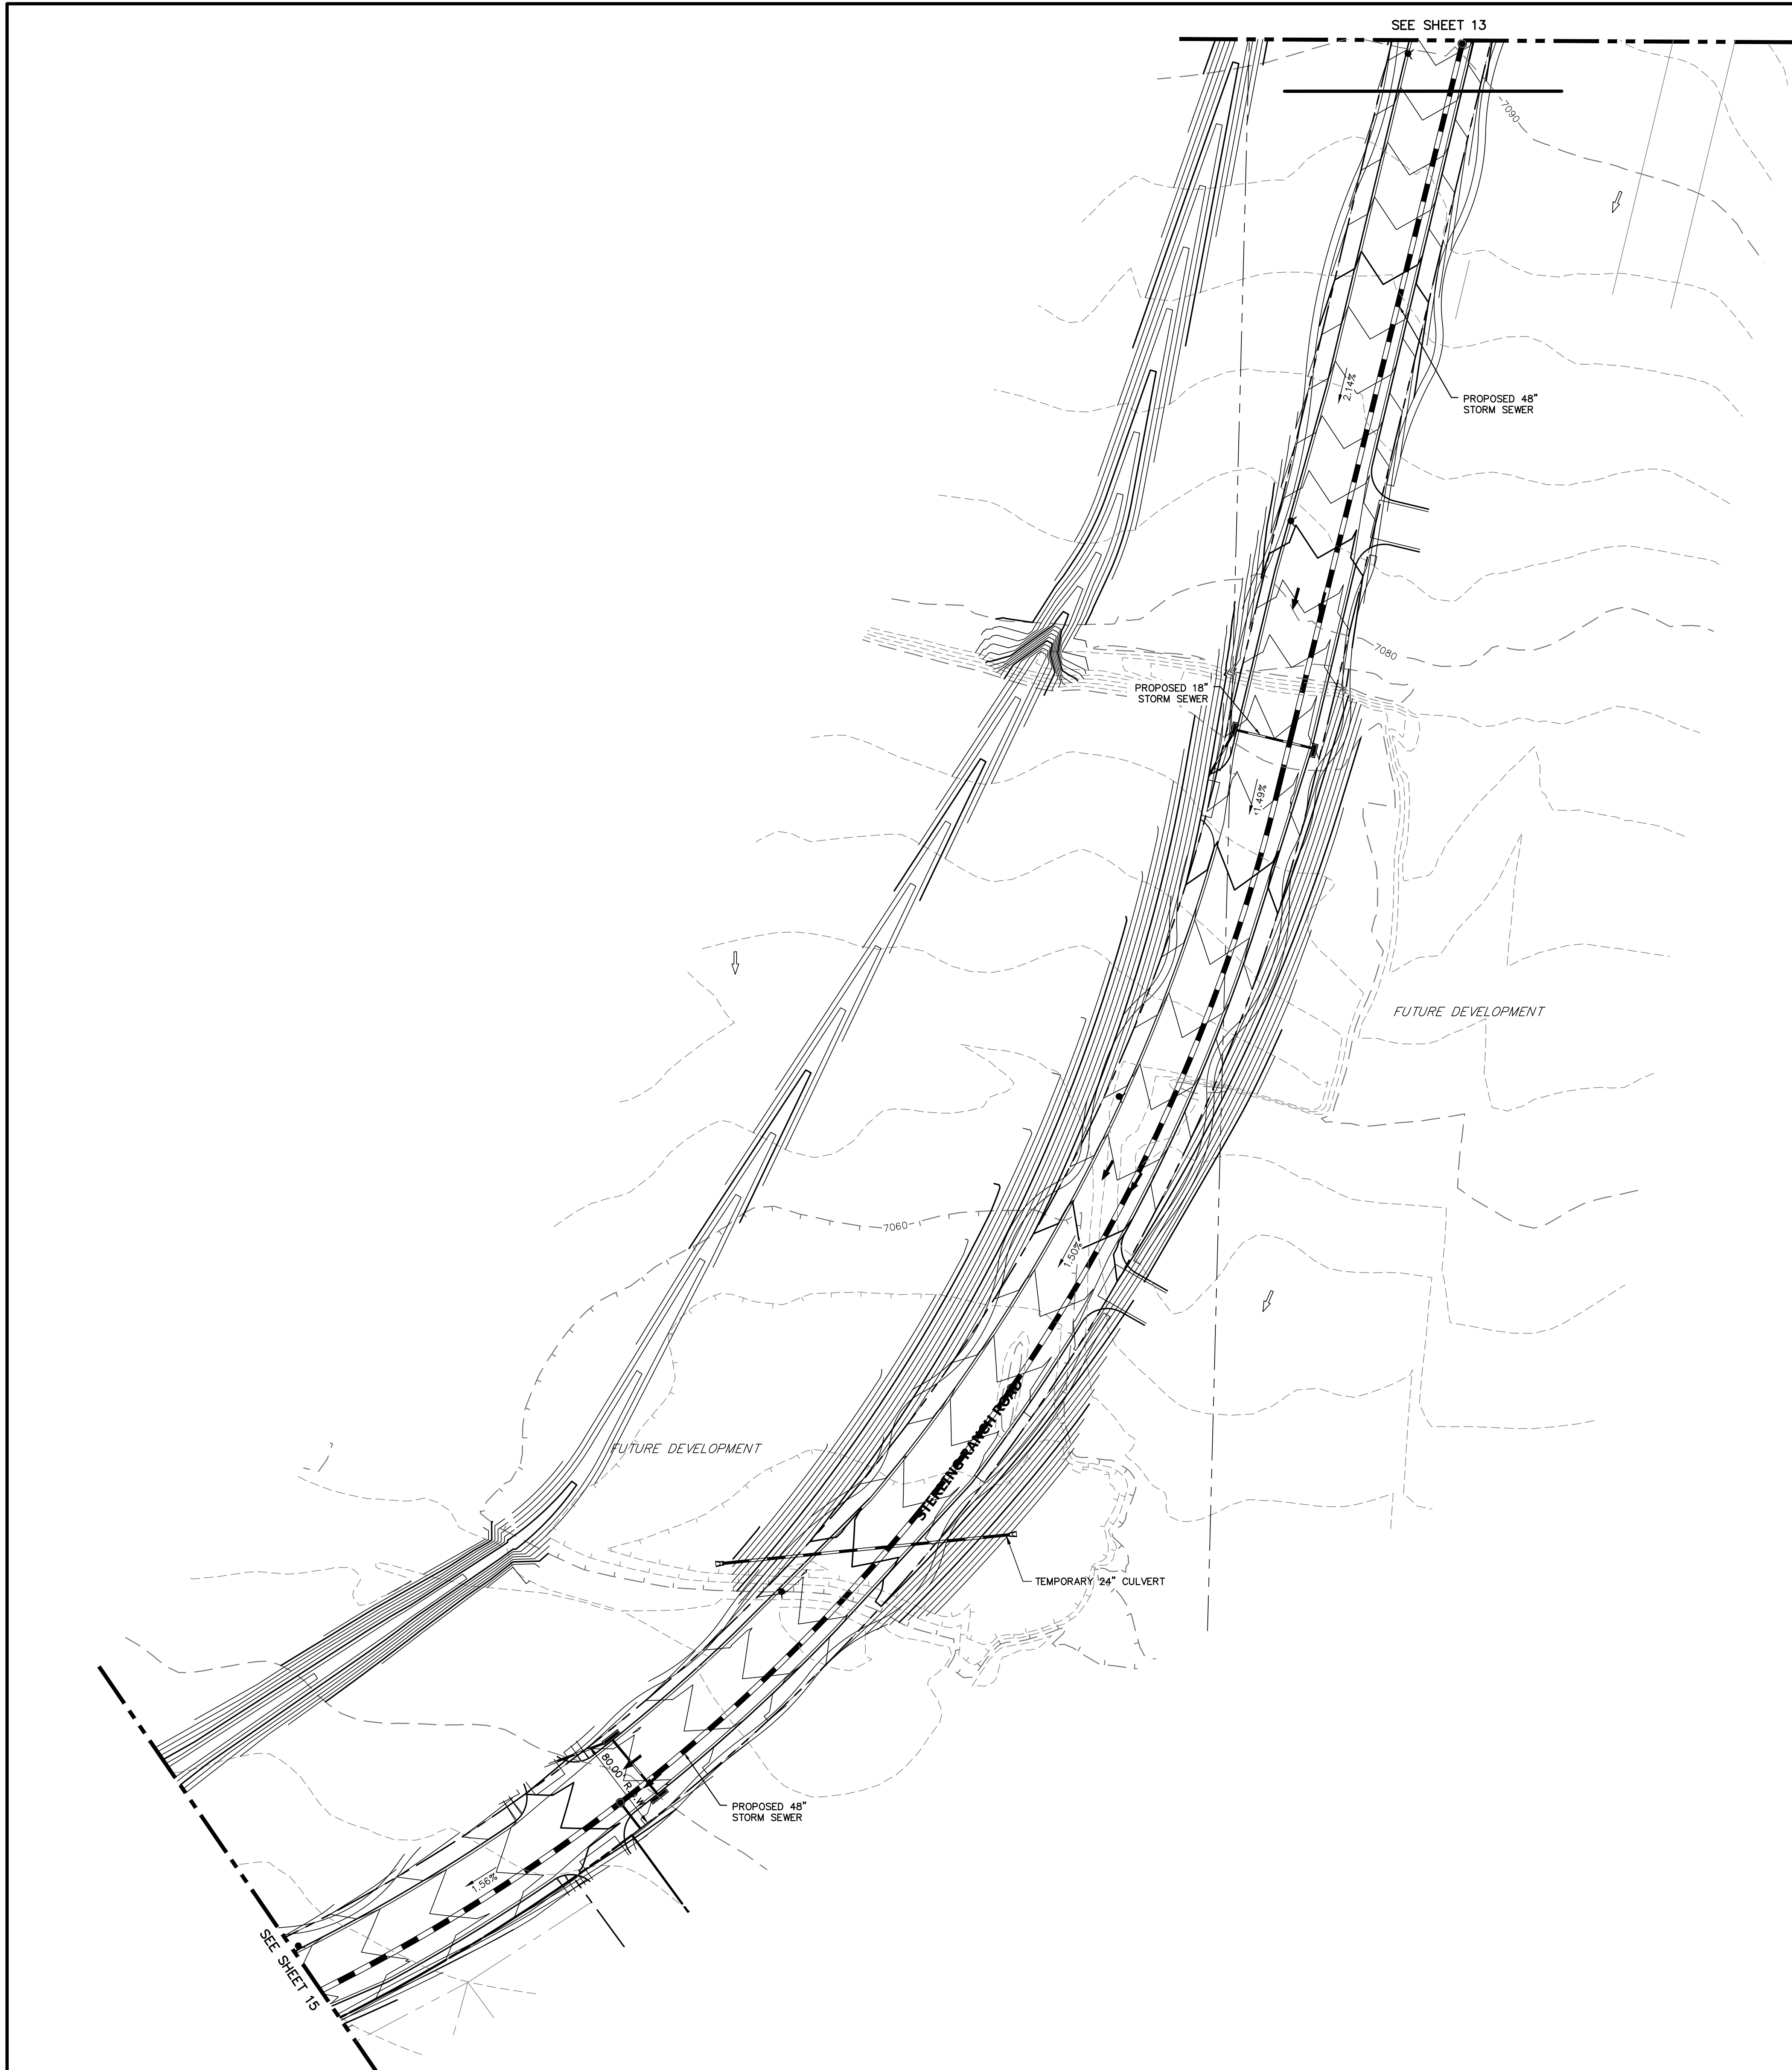 SEE SHEET 13
7090
2.14%
PROPOSED 48"
STORM SEWER
7080
PROPOSED 18"
STORM SEWER
1.49%
FUTURE DEVELOPMENT
7060
1.50%
STERLING RANCH ROAD
FUTURE DEVELOPMENT
TEMPORARY 24" CULVERT
80.00' R.O.W.
PROPOSED 48"
STORM SEWER
1.56%
SEE SHEET 15